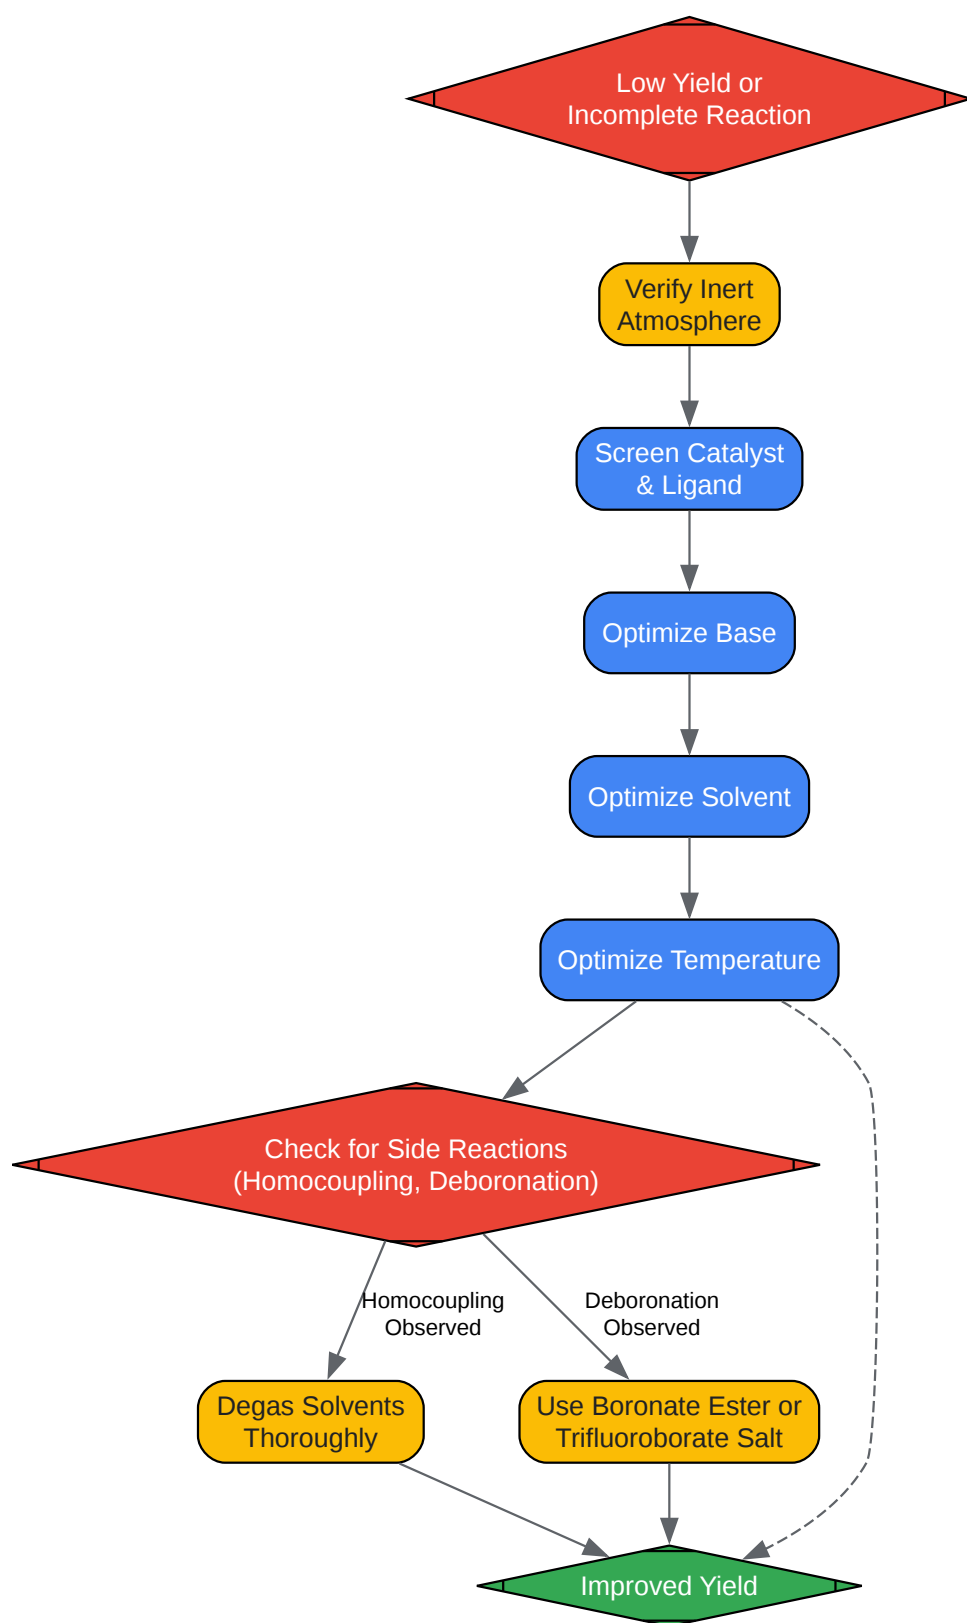 Low Yield or
Incomplete Reaction
Verify Inert
Atmosphere
Screen Catalyst
& Ligand
Optimize Base
Optimize Solvent
Optimize Temperature
Check for Side Reactions
(Homocoupling, Deboronation)
Homocoupling
Observed
Deboronation
Observed
Degas Solvents
Thoroughly
Use Boronate Ester or
Trifluoroborate Salt
Improved Yield